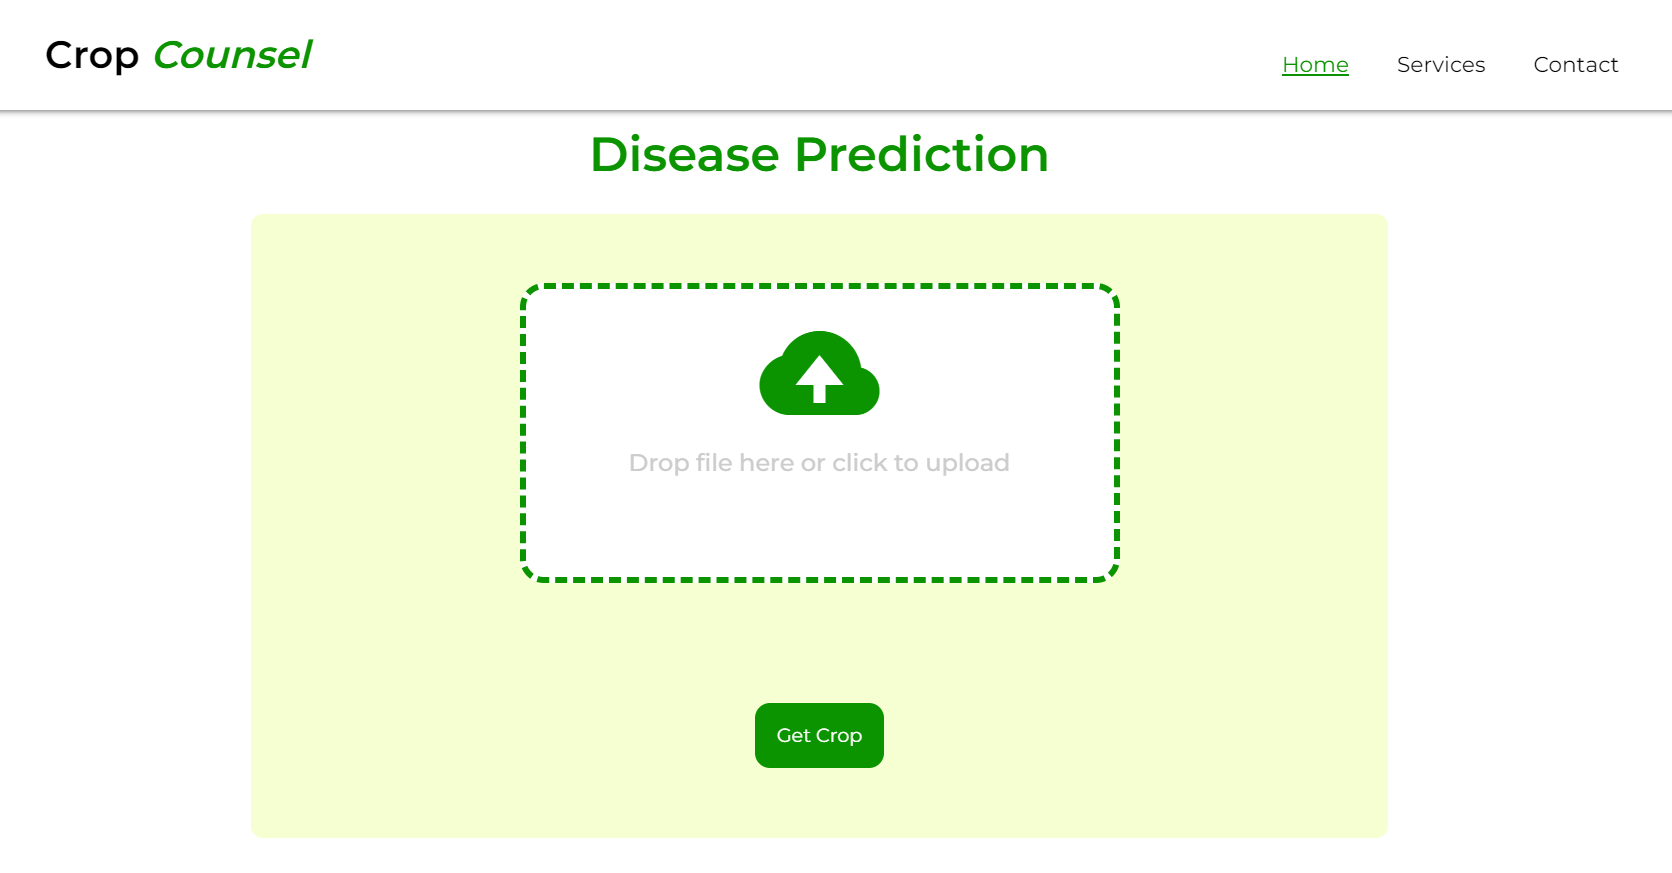 Crop Counsel
Home Services Contact
Disease Prediction
Drop file here or click to upload
Get Crop